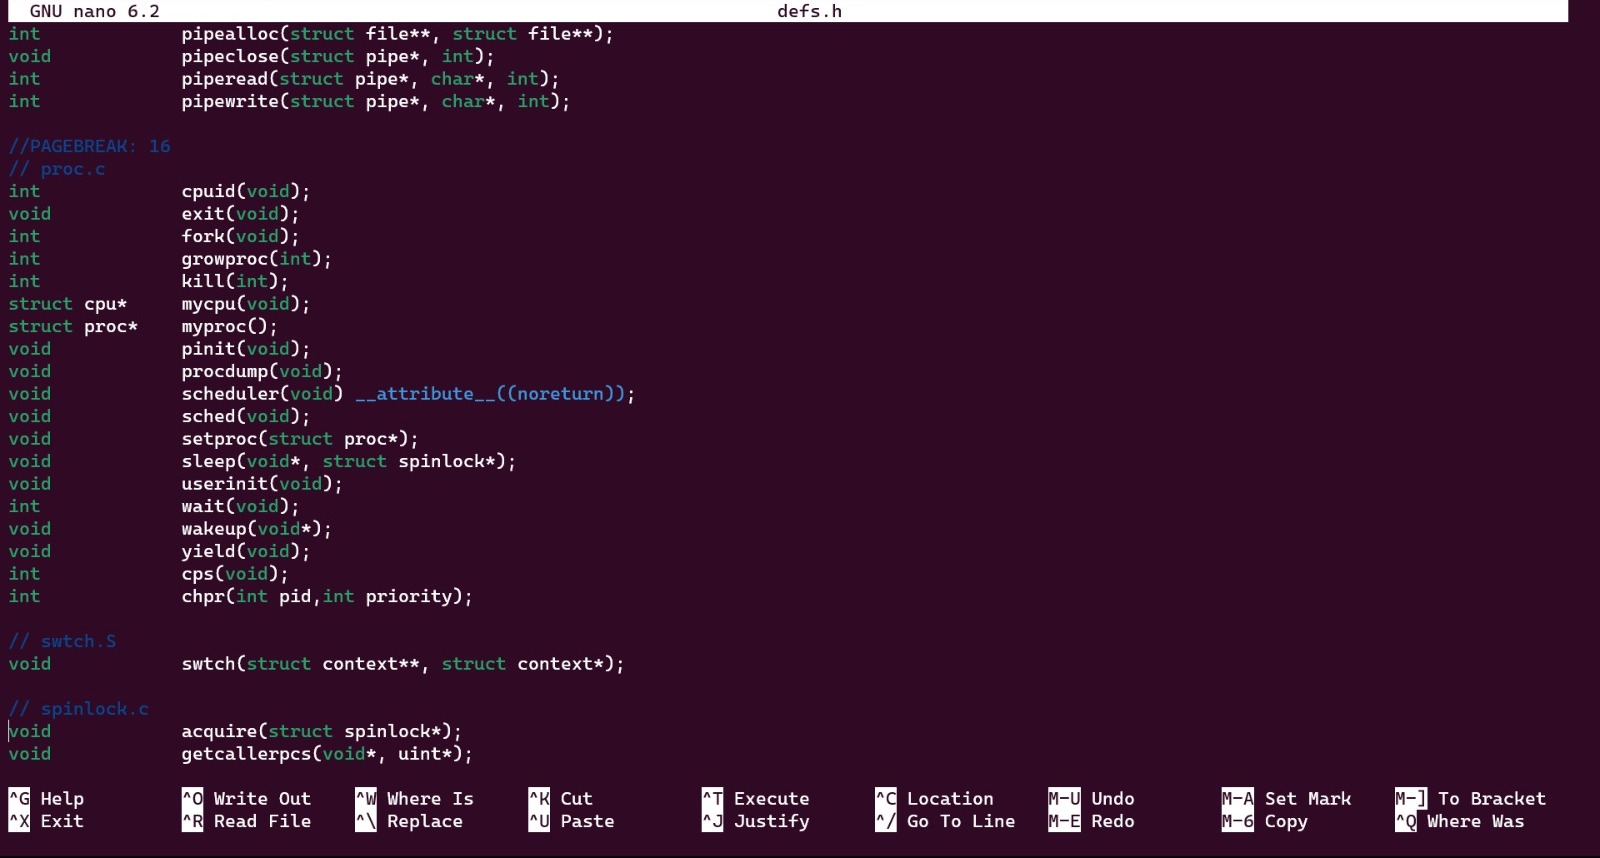 GNU nano 6.2 defs.h
int pipealloc(struct file**, struct file**);
void pipeclose(struct pipe*, int);
int piperead(struct pipe*, char*, int);
int pipewrite(struct pipe*, char*, int);
//PAGEBREAK: 16
// proc.c
int cpuid(void);
void exit(void);
int fork(void);
int growproc(int);
int kill(int);
struct cpu* mycpu(void);
struct proc* myproc();
void pinit(void);
void procdump(void);
void scheduler(void) __attribute__((noreturn));
void sched(void);
void setproc(struct proc*);
void sleep(void*, struct spinlock*);
void userinit(void);
int wait(void);
void wakeup(void*);
void yield(void);
int cps(void);
int chpr(int pid,int priority);
// swtch.S
void swtch(struct context**, struct context*);
// spinlock.c
void acquire(struct spinlock*);
void getcallerpcs(void*, uint*);
^G Help ^O Write Out ^W Where Is ^K Cut ^T Execute ^C Location M-U Undo M-A Set Mark M-] To Bracket
^X Exit ^R Read File ^\ Replace ^U Paste ^J Justify ^/ Go To Line M-E Redo M-6 Copy ^Q Where Was